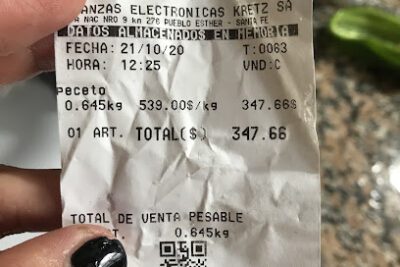 ANZAS ELECTRONICAS KRETZ SA
A NAC NRO 9 km 276 PUEBLO ESTHER - SANTA FE
DATOS ALMACENADOS EN MEMORIA
FECHA: 21/10/20 T:0063
HORA: 12:25 VND:C
peceto
0.645kg 539.00$/kg 347.66$
01 ART. TOTAL($) 347.66
TOTAL DE VENTA PESABLE
T. 0.645kg